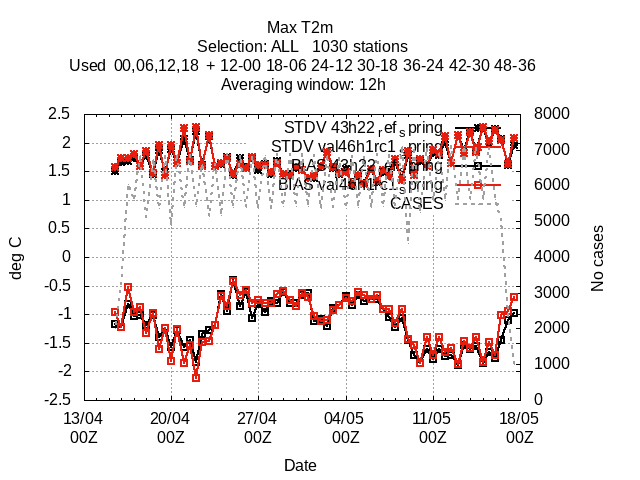 Max T2m
Selection: ALL 1030 stations
Used 00,06,12,18 + 12-00 18-06 24-12 30-18 36-24 42-30 48-36
Averaging window: 12h
2.5
2
1.5
1
0.5
0
-0.5
-1
-1.5
-2
-2.5
deg C
STDV 43h22_ref_spring
STDV val46h1rc1_spring
BIAS 43h22_ref_spring
BIAS val46h1rc1_spring
CASES
8000
7000
6000
5000
4000
3000
2000
1000
0
No cases
13/04 20/04 27/04 04/05 11/05 18/05
00Z 00Z 00Z 00Z 00Z 00Z
Date